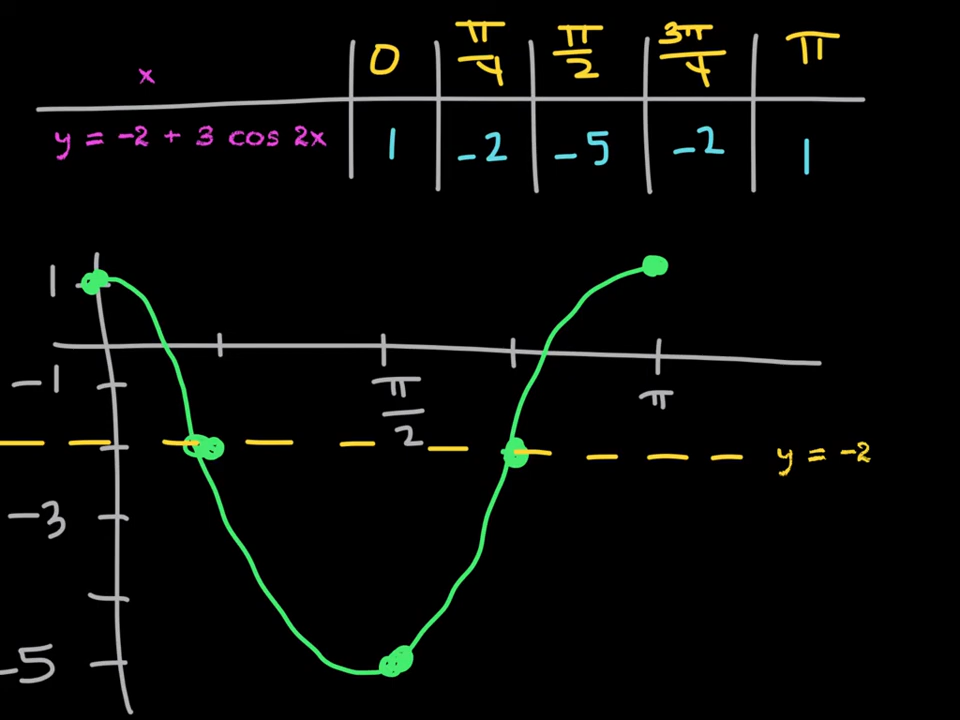 x 0 π/4 π/2 3π/4 π
y = -2 + 3 cos 2x 1 -2 -5 -2 1
1
-1
π/2
π
y = -2
-3
-5